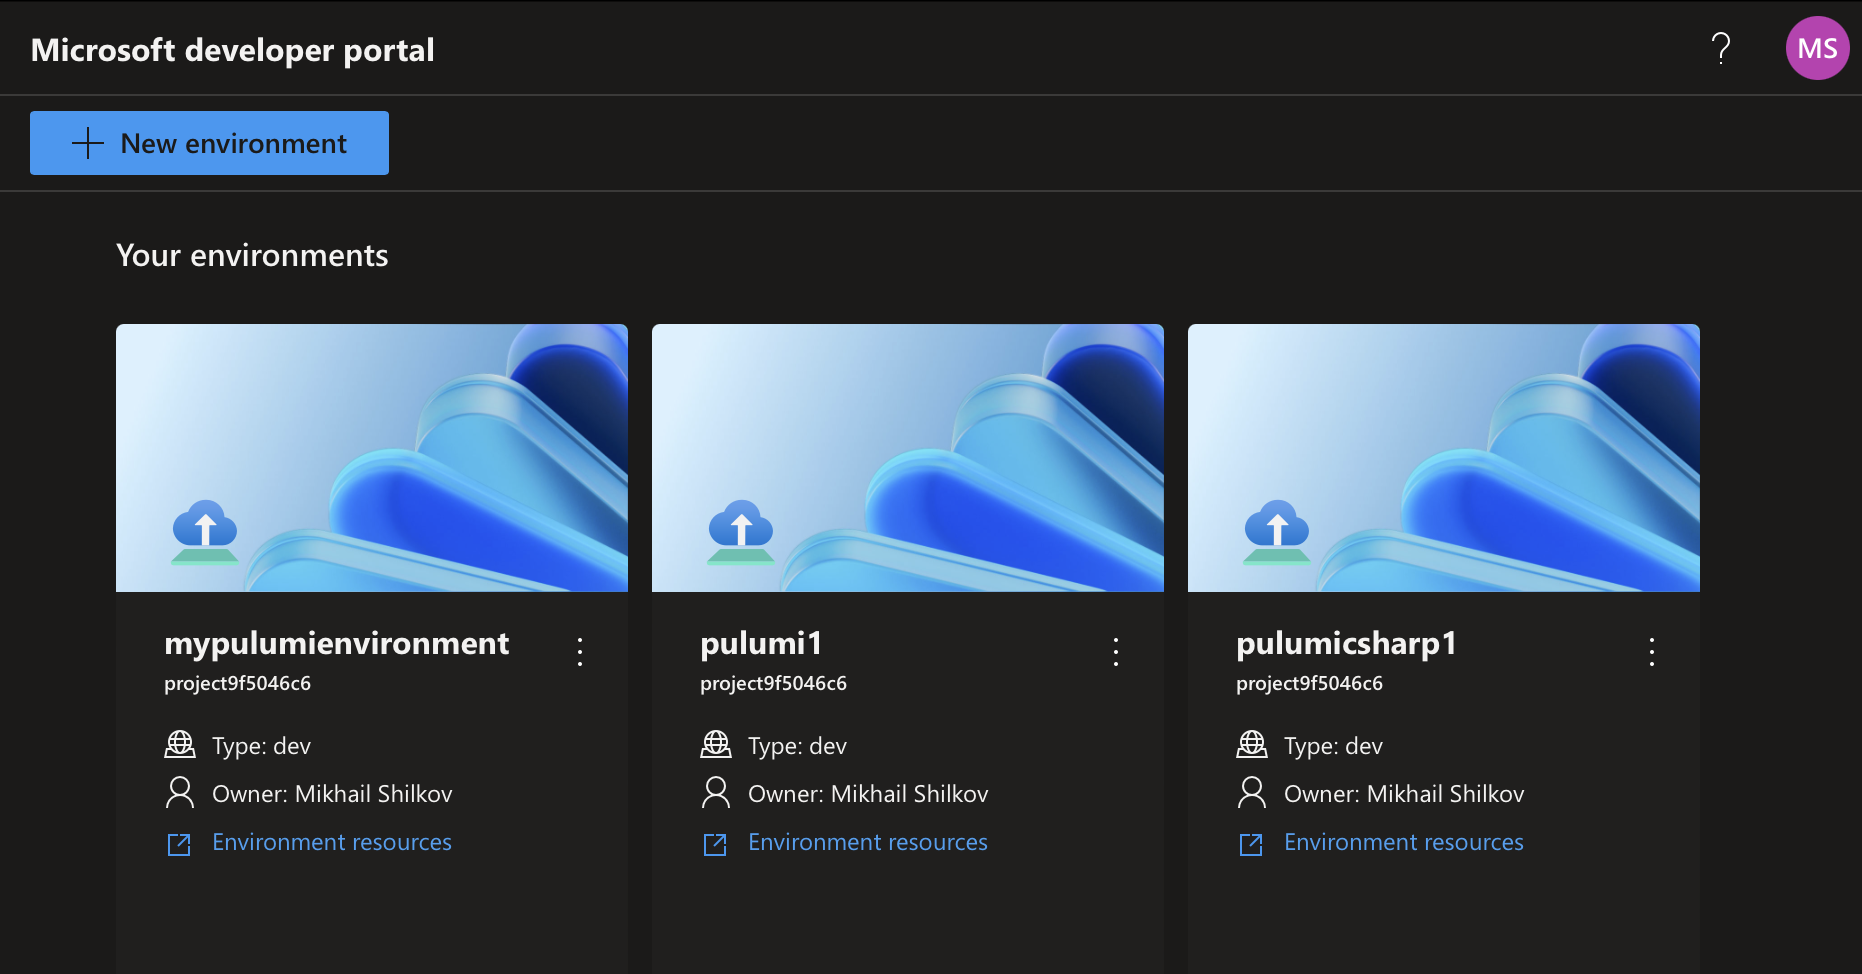 Microsoft developer portal
?
MS
New environment
Your environments
mypulumienvironment
project9f5046c6
Type: dev
Owner: Mikhail Shilkov
Environment resources
pulumi1
project9f5046c6
Type: dev
Owner: Mikhail Shilkov
Environment resources
pulumicsharp1
project9f5046c6
Type: dev
Owner: Mikhail Shilkov
Environment resources